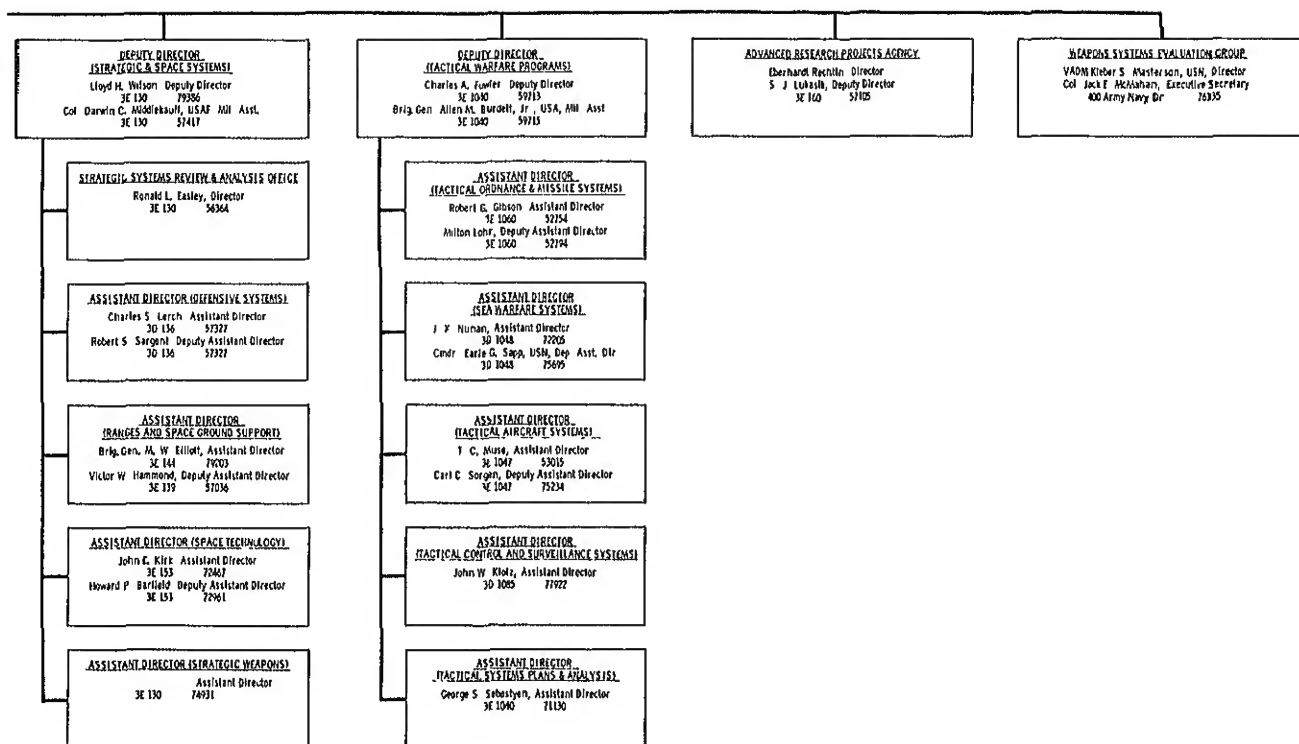 DEPUTY DIRECTOR
(STRATEGIC & SPACE SYSTEMS)
Lloyd H. Wilson Deputy Director
3E 130 79386
Col Darwin C. Middlekauff, USAF Mil Asst.
3E 130 57417
STRATEGIC SYSTEMS REVIEW & ANALYSIS OFFICE
Ronald L. Easley, Director
3E 130 56364
ASSISTANT DIRECTOR (DEFENSIVE SYSTEMS)
Charles S Lerch Assistant Director
3D 136 57327
Robert S Sargent Deputy Assistant Director
3D 136 57327
ASSISTANT DIRECTOR
(RANGES AND SPACE GROUND SUPPORT)
Brig. Gen. M. W Elliott, Assistant Director
3E 144 79203
Victor W Hammond, Deputy Assistant Director
3E 139 57036
ASSISTANT DIRECTOR (SPACE TECHNOLOGY)
John E. Kirk Assistant Director
3E 153 72467
Howard P Barfield Deputy Assistant Director
3E 153 72961
ASSISTANT DIRECTOR (STRATEGIC WEAPONS)
Assistant Director
3E 130 74931
DEPUTY DIRECTOR
(TACTICAL WARFARE PROGRAMS)
Charles A. Fowler Deputy Director
3E 1040 59713
Brig. Gen Allen M. Burdett, Jr , USA, Mil Asst
3E 1040 59715
ASSISTANT DIRECTOR
(TACTICAL ORDNANCE & MISSILE SYSTEMS)
Robert G. Gibson Assistant Director
3E 1060
Milton Lohr, Deputy Assistant Director
3E 1060
ASSISTANT DIRECTOR
(SEA WARFARE SYSTEMS)
Nunan, Assistant Director
3D 1048 72205
Cmdr Earle G. Sapp, USN, Dep Asst. Dir
3D 1048 75695
ASSISTANT DIRECTOR
(TACTICAL AIRCRAFT SYSTEMS)
T C. Muse, Assistant Director
3E 1047 53015
Carl C Sorgen, Deputy Assistant Director
3E 1047 75234
ASSISTANT DIRECTOR
(TACTICAL CONTROL AND SURVEILLANCE SYSTEMS)
John W Klotz, Assistant Director
3D 1085 77922
ASSISTANT DIRECTOR
(TACTICAL SYSTEMS PLANS & ANALYSIS)
George S Sebestyen, Assistant Director
3E 1040 71130
ADVANCED RESEARCH PROJECTS AGENCY
Eberhardt Rechtin Director
S J Lukasik, Deputy Director
3E 160 57105
WEAPONS SYSTEMS EVALUATION GROUP
VADM Kleber S Masterson, USN, Director
Col Jack E McMahan, Executive Secretary
400 Army Navy Dr 76335